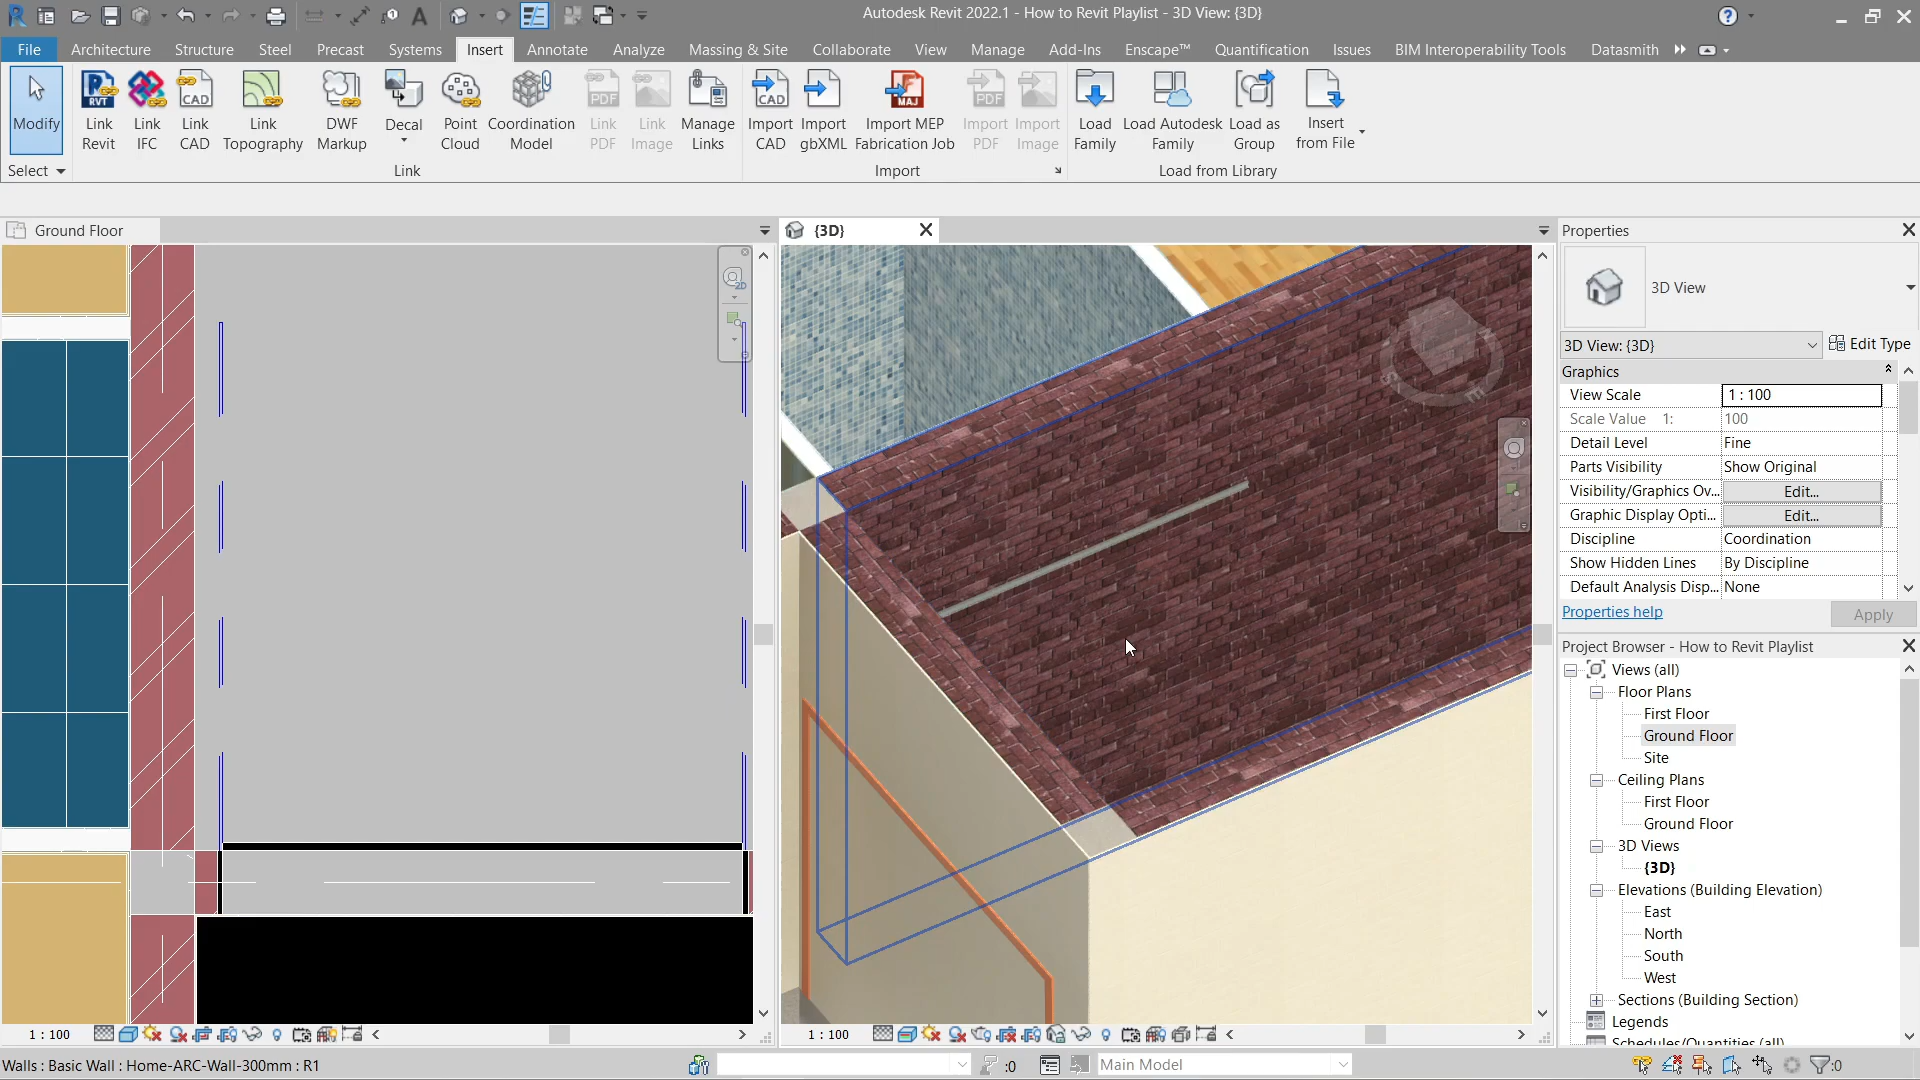 Autodesk Revit 2022.1 - How to Revit Playlist - 3D View: {3D}
File Architecture Structure Steel Precast Systems Insert Annotate Analyze Massing & Site Collaborate View Manage Add-Ins Enscape™ Quantification Issues BIM Interoperability Tools Datasmith
Modify
Link Revit
Link IFC
Link CAD
Link Topography
DWF Markup
Decal
Point Cloud
Coordination Model
Link PDF
Link Image
Manage Links
Import CAD
Import gbXML
Import MEP Fabrication Job
Import PDF
Import Image
Load Family
Load Autodesk Family
Load as Group
Insert from File
Select
Link
Import
Load from Library
Ground Floor
{3D}
Properties
3D View
3D View: {3D}
Edit Type
Graphics
View Scale 1 : 100
Scale Value 1: 100
Detail Level Fine
Parts Visibility Show Original
Visibility/Graphics Ov... Edit...
Graphic Display Opti... Edit...
Discipline Coordination
Show Hidden Lines By Discipline
Default Analysis Disp... None
Properties help
Apply
Project Browser - How to Revit Playlist
Views (all)
Floor Plans
First Floor
Ground Floor
Site
Ceiling Plans
First Floor
Ground Floor
3D Views
{3D}
Elevations (Building Elevation)
East
North
South
West
Sections (Building Section)
Legends
Schedules/Quantities (all)
1 : 100
1 : 100
Walls : Basic Wall : Home-ARC-Wall-300mm : R1
:0
Main Model
:0